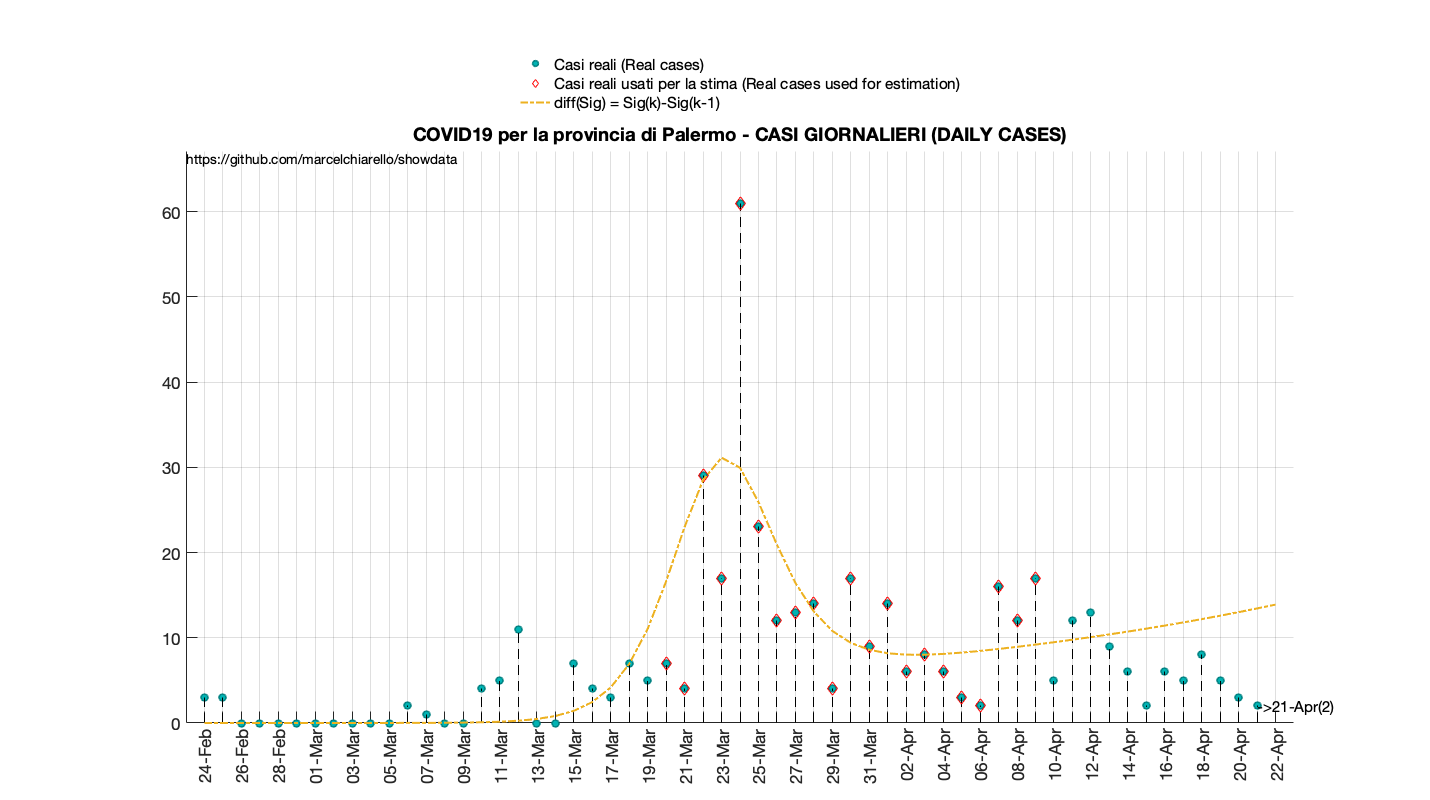 Casi reali (Real cases)
Casi reali usati per la stima (Real cases used for estimation)
diff(Sig) = Sig(k)-Sig(k-1)
COVID19 per la provincia di Palermo - CASI GIORNALIERI (DAILY CASES)
https://github.com/marcelchiarello/showdata
60
50
40
30
20
10
0
>21-Apr(2)
24-Feb
26-Feb
28-Feb
01-Mar
03-Mar
05-Mar
07-Mar
09-Mar
11-Mar
13-Mar
15-Mar
17-Mar
19-Mar
21-Mar
23-Mar
25-Mar
27-Mar
29-Mar
31-Mar
02-Apr
04-Apr
06-Apr
08-Apr
10-Apr
12-Apr
14-Apr
16-Apr
18-Apr
20-Apr
22-Apr